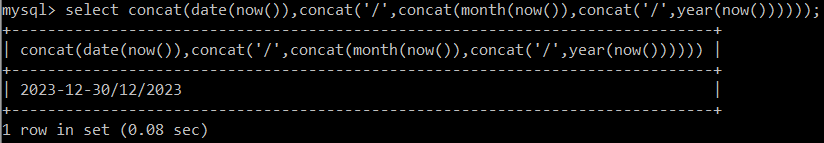 mysql> select concat(date(now()),concat('/',concat(month(now()),concat('/',year(now())))));
+-----------------------------------------------------------------------+
| concat(date(now()),concat('/',concat(month(now()),concat('/',year(now()))))) |
+-----------------------------------------------------------------------+
| 2023-12-30/12/2023 |
+-----------------------------------------------------------------------+
1 row in set (0.08 sec)